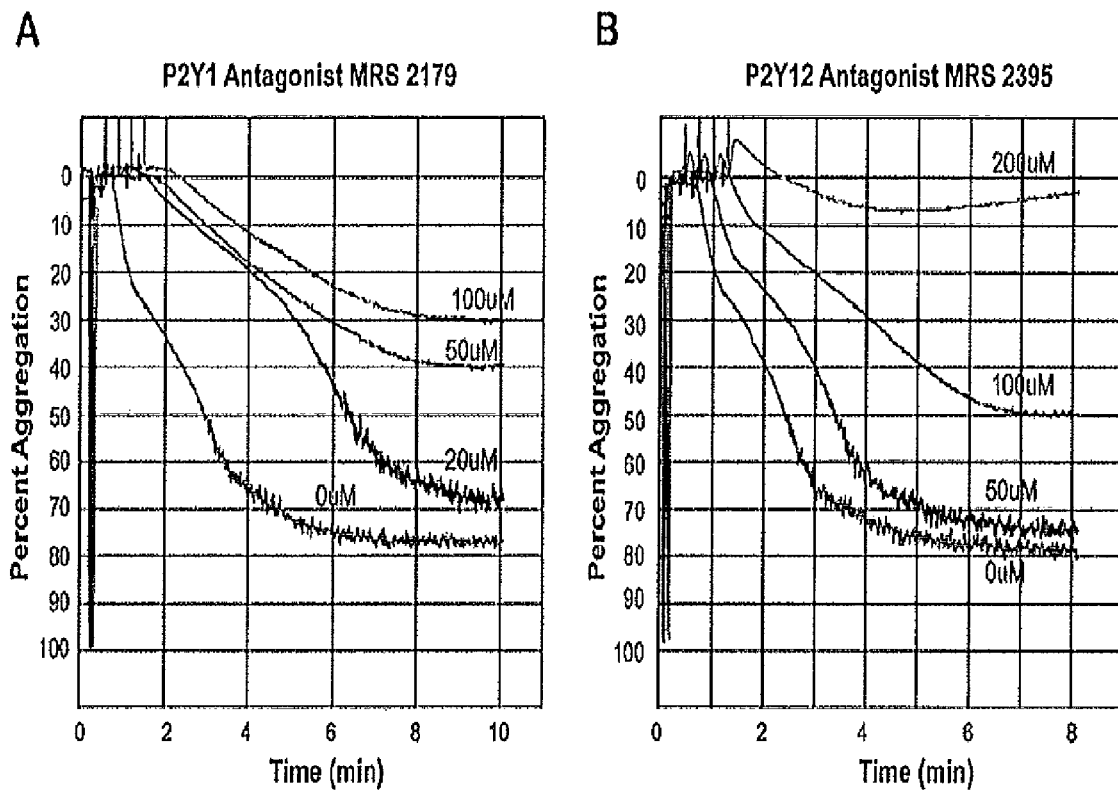 A
P2Y1 Antagonist MRS 2179
Percent Aggregation
0
10
20
30
40
50
60
70
80
90
100
100uM
50uM
20uM
0uM
0 2 4 6 8 10
Time (min)
B
P2Y12 Antagonist MRS 2395
Percent Aggregation
0
10
20
30
40
50
60
70
80
90
100
200uM
100uM
50uM
0uM
0 2 4 6 8
Time (min)